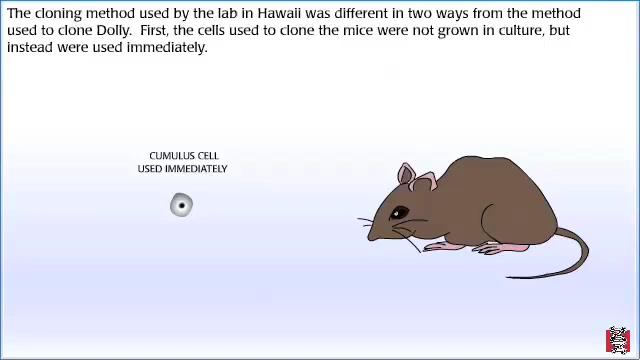 The cloning method used by the lab in Hawaii was different in two ways from the method
used to clone Dolly. First, the cells used to clone the mice were not grown in culture, but
instead were used immediately.
CUMULUS CELL
USED IMMEDIATELY